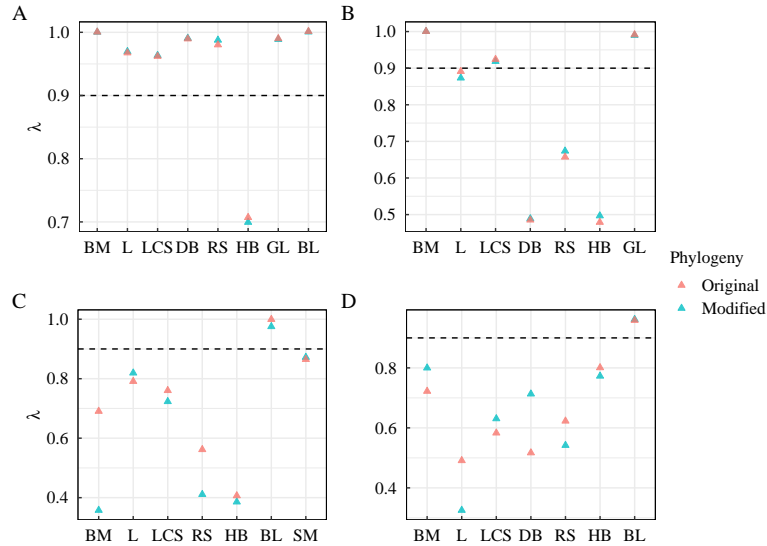 A
1.0
0.9
0.8
0.7
λ
BM L LCS DB RS HB GL BL
B
1.0
0.9
0.8
0.7
0.6
0.5
BM L LCS DB RS HB GL
Phylogeny
Original
Modified
C
1.0
0.8
0.6
0.4
λ
BM L LCS RS HB BL SM
D
0.8
0.6
0.4
BM L LCS DB RS HB BL